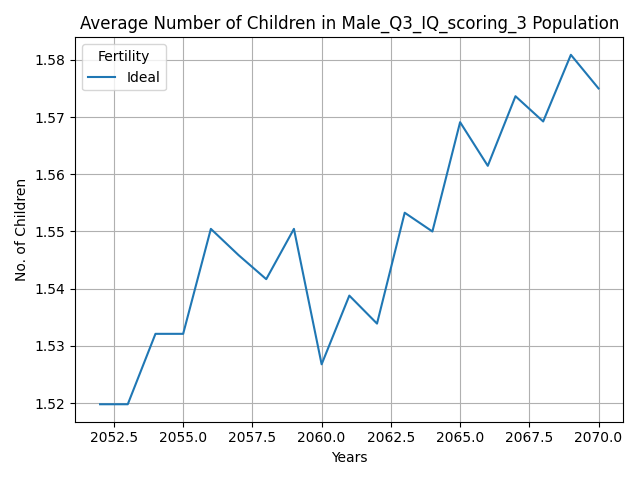 Average Number of Children in Male_Q3_IQ_scoring_3 Population
Fertility
Ideal
1.58
1.57
1.56
1.55
1.54
1.53
1.52
No. of Children
2052.5 2055.0 2057.5 2060.0 2062.5 2065.0 2067.5 2070.0
Years